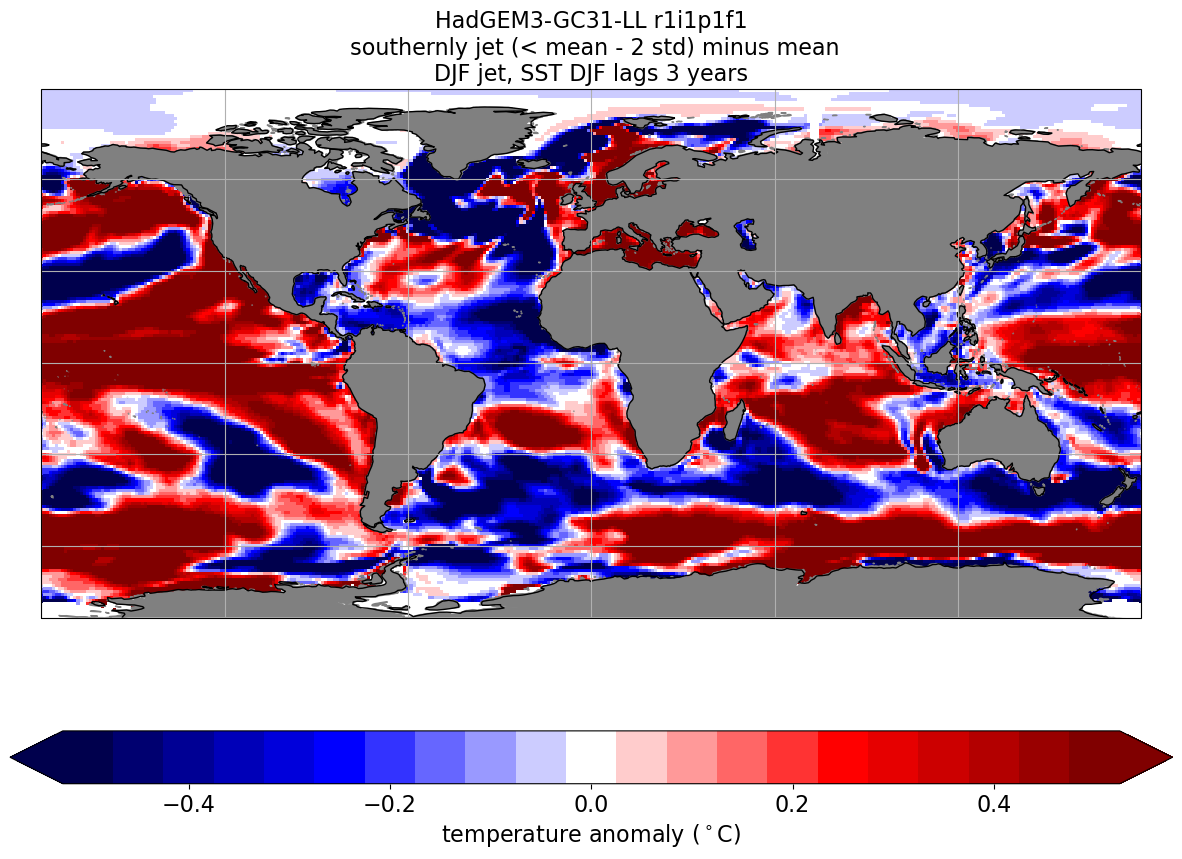 HadGEM3-GC31-LL r1i1p1f1
southernly jet (< mean - 2 std) minus mean
DJF jet, SST DJF lags 3 years
−0.4 −0.2 0.0 0.2 0.4
temperature anomaly (°C)